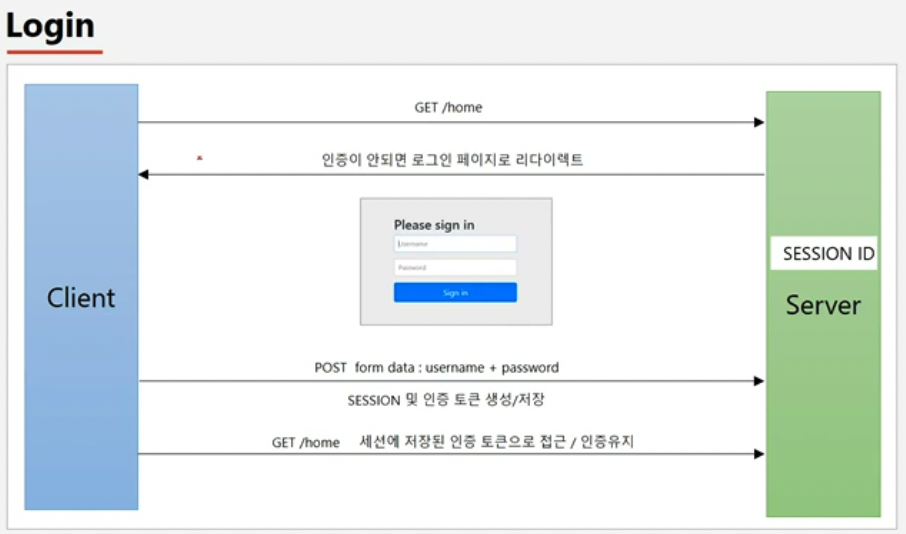 Login
GET /home
인증이 안되면 로그인 페이지로 리다이렉트
Please sign in
Username
Password
Sign in
SESSION ID
Client
Server
POST form data : username + password
SESSION 및 인증 토큰 생성/저장
GET /home 세션에 저장된 인증 토큰으로 접근 / 인증유지